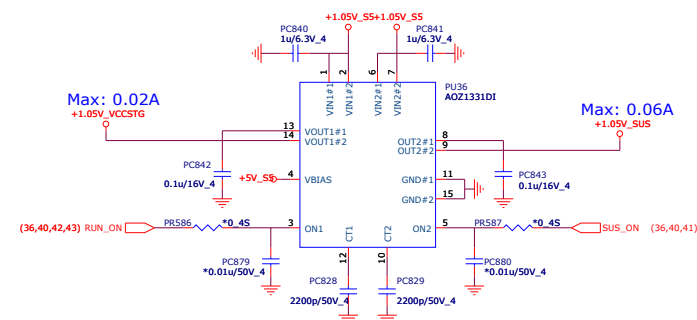 +1.05V_S5+1.05V_S5
PC840
1u/6.3V_4
PC841
1u/6.3V_4
1
2
6
7
VIN1#1
VIN1#2
VIN2#1
VIN2#2
PU36
AOZ1331DI
Max: 0.02A
+1.05V_VCCSTG
Max: 0.06A
+1.05V_SUS
13
VOUT1#1
14
VOUT1#2
8
OUT2#1
9
OUT2#2
PC842
0.1u/16V_4
+5V_S5
4
VBIAS
GND#1
11
GND#2
15
PC843
0.1u/16V_4
(36,40,42,43)
RUN_ON
PR586
*0_4S
3
ON1
CT1
CT2
ON2
5
PR587
*0_4S
SUS_ON
(36,40,41)
PC879
*0.01u/50V_4
12
10
PC880
*0.01u/50V_4
PC828
2200p/50V_4
PC829
2200p/50V_4